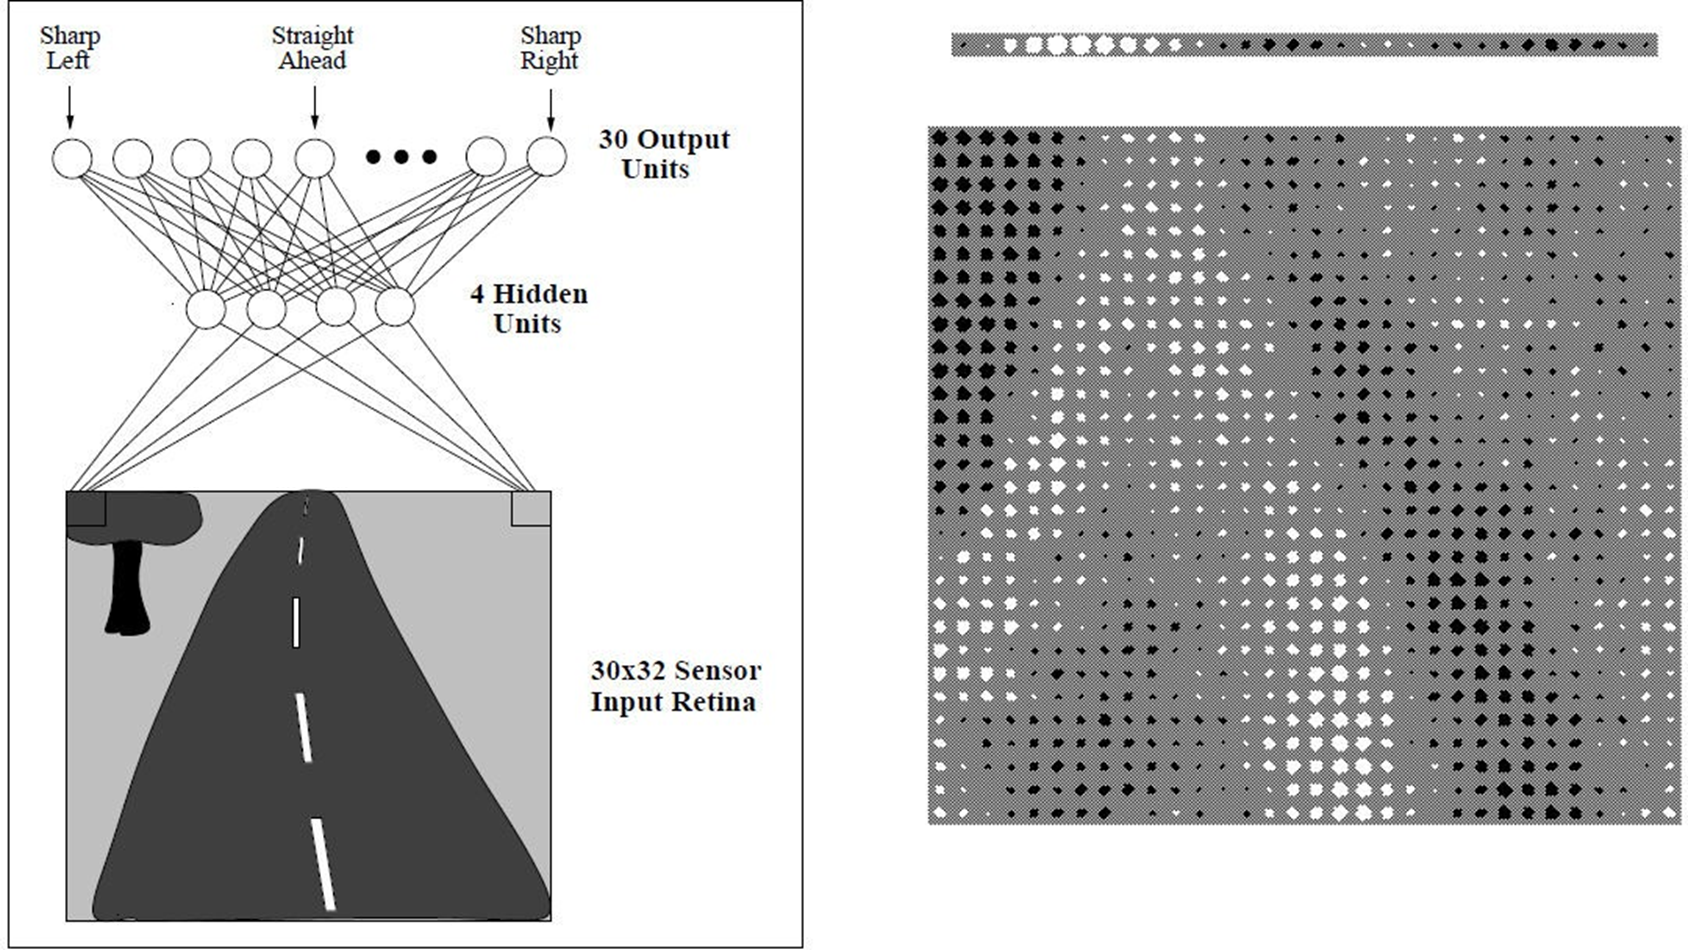 Sharp
Left
Straight
Ahead
Sharp
Right
30 Output
Units
4 Hidden
Units
30x32 Sensor
Input Retina